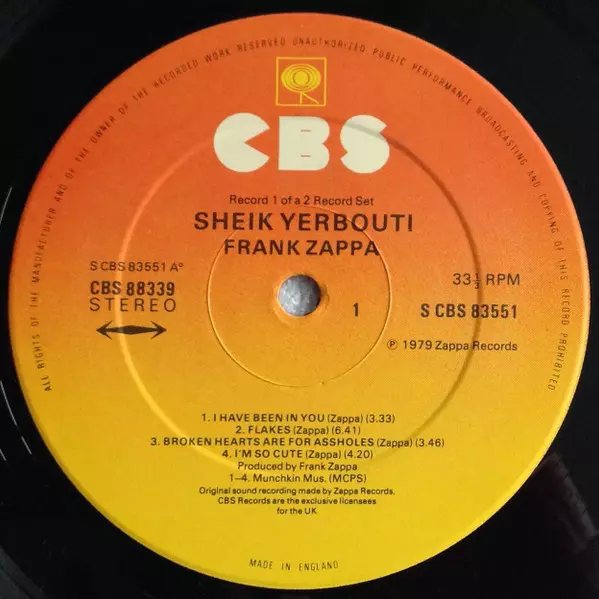 ALL RIGHTS OF THE MANUFACTURER AND OF THE OWNER OF THE RECORDED WORK RESERVED UNAUTHORIZED PUBLIC PERFORMANCE BROADCASTING AND COPYING OF THIS RECORD PROHIBITED
CBS
Record 1 of a 2 Record Set
SHEIK YERBOUTI
FRANK ZAPPA
S CBS 83551 Aº
CBS 88339
STEREO
1
33⅓ RPM
S CBS 83551
℗ 1979 Zappa Records
1. I HAVE BEEN IN YOU (Zappa) (3.33)
2. FLAKES (Zappa) (6.41)
3. BROKEN HEARTS ARE FOR ASSHOLES (Zappa) (3.46)
4. I'M SO CUTE (Zappa) (4.20)
Produced by Frank Zappa
1–4. Munchkin Mus. (MCPS)
Original sound recording made by Zappa Records.
CBS Records are the exclusive licensees
for the UK
MADE IN ENGLAND